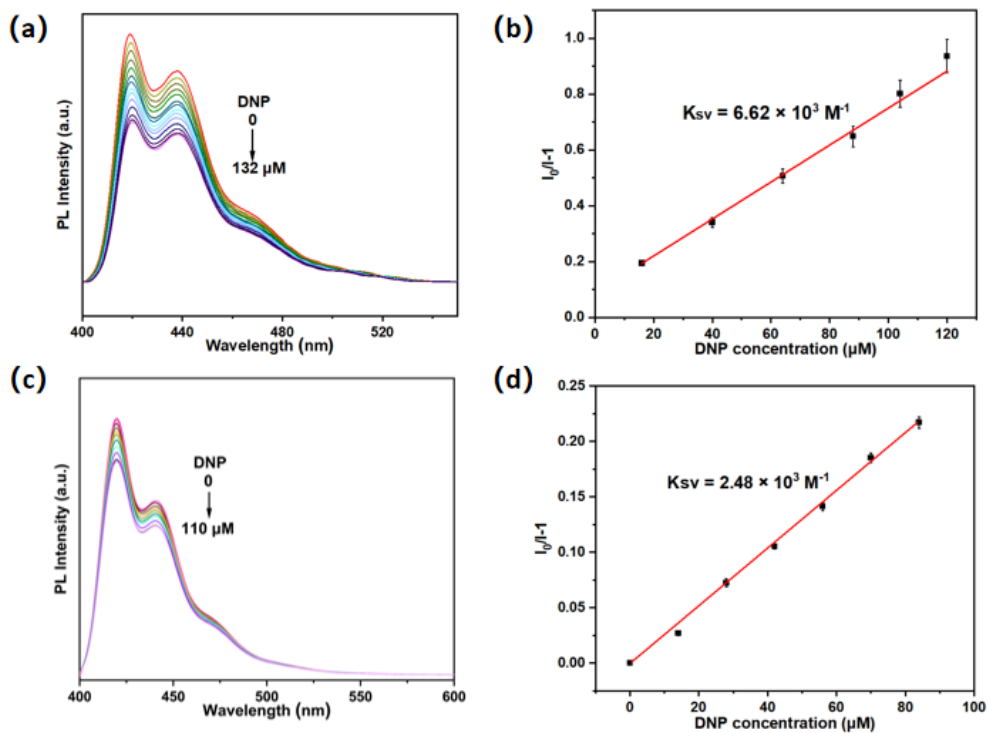 (a)
PL Intensity (a.u.)
DNP
0
132 µM
400
440
480
520
Wavelength (nm)
(b)
I₀/I-1
1.0
0.8
0.6
0.4
0.2
0.0
Ksv = 6.62 × 10³ M⁻¹
0
20
40
60
80
100
120
DNP concentration (µM)
(c)
PL Intensity (a.u.)
DNP
0
110 µM
400
450
500
550
600
Wavelength (nm)
(d)
I₀/I-1
0.25
0.20
0.15
0.10
0.05
0.00
Ksv = 2.48 × 10³ M⁻¹
0
20
40
60
80
100
DNP concentration (µM)